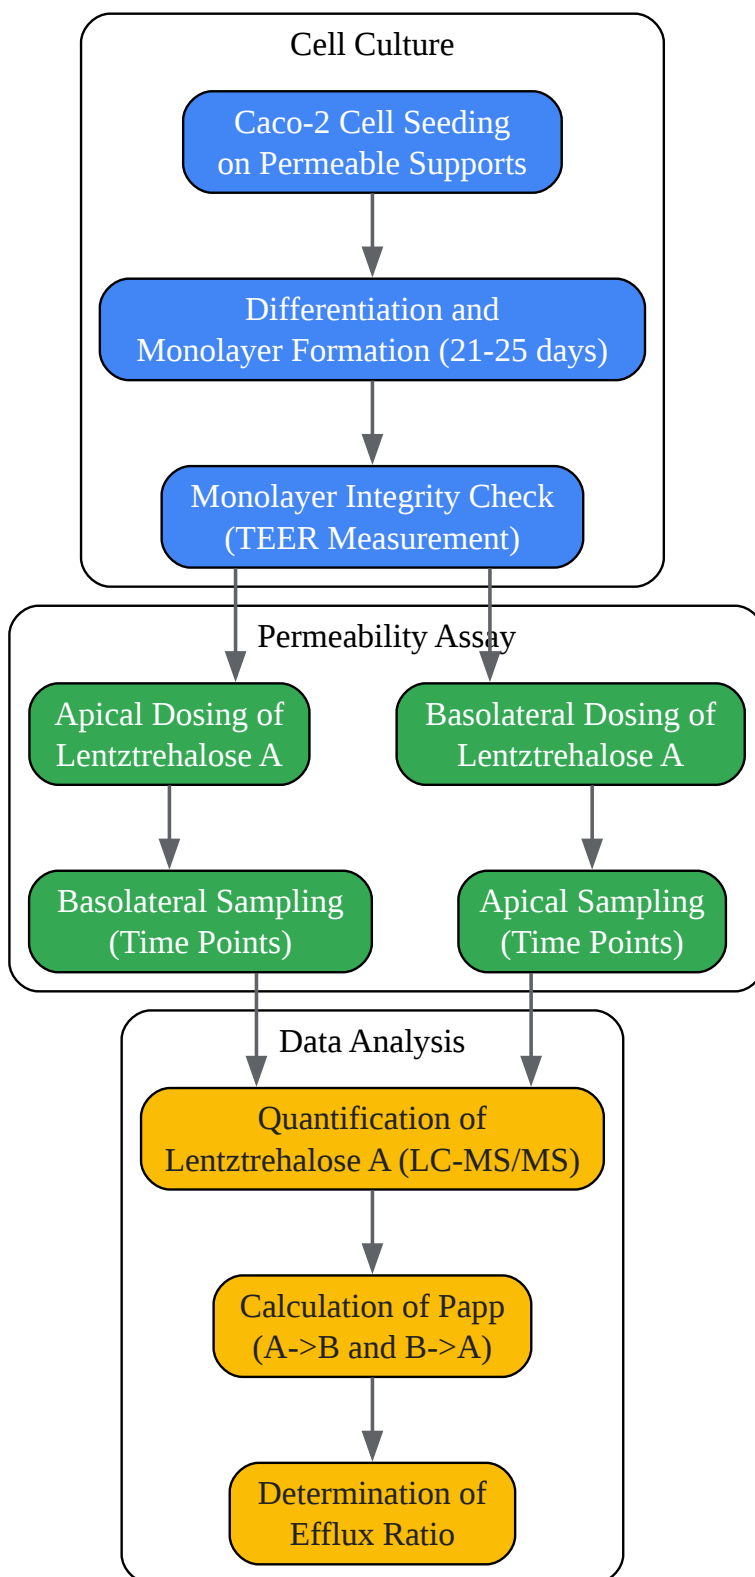 Cell Culture
Caco-2 Cell Seeding
on Permeable Supports
Differentiation and
Monolayer Formation (21-25 days)
Monolayer Integrity Check
(TEER Measurement)
Permeability Assay
Apical Dosing of
Lentztrehalose A
Basolateral Dosing of
Lentztrehalose A
Basolateral Sampling
(Time Points)
Apical Sampling
(Time Points)
Data Analysis
Quantification of
Lentztrehalose A (LC-MS/MS)
Calculation of Papp
(A->B and B->A)
Determination of
Efflux Ratio